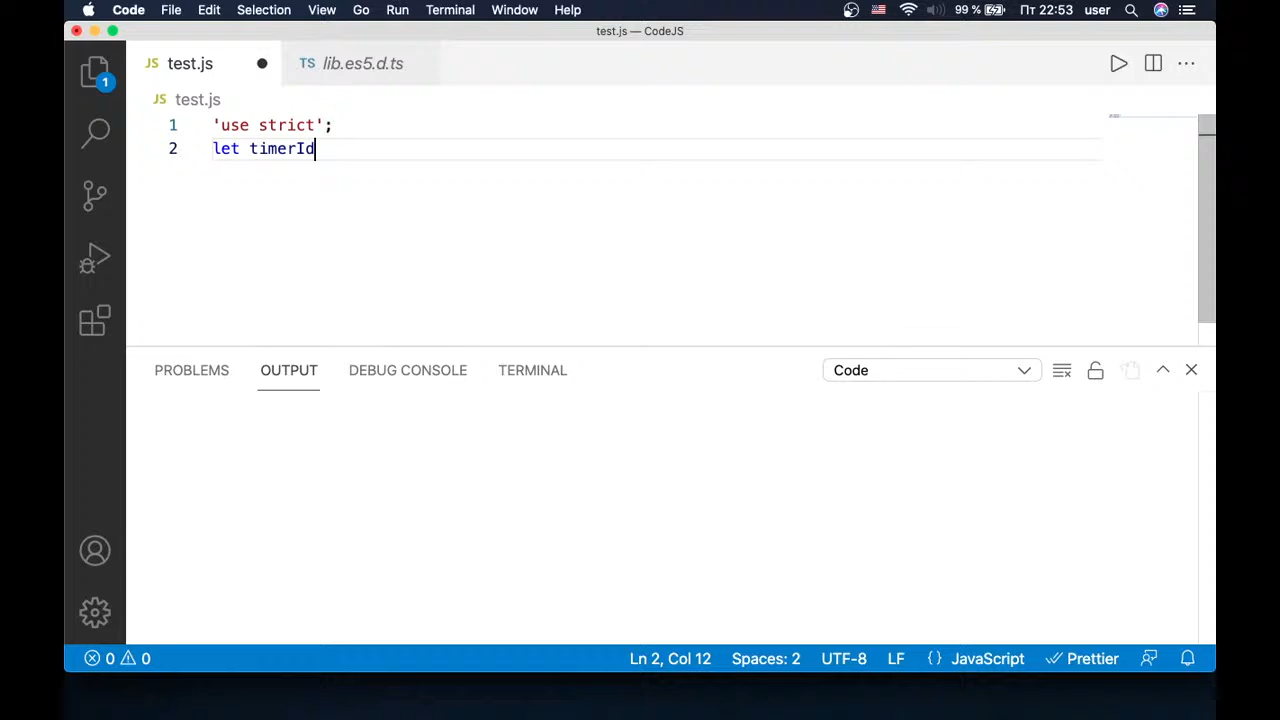 Code File Edit Selection View Go Run Terminal Window Help 99 % Пт 22:53 user
test.js — CodeJS
JS test.js TS lib.es5.d.ts
1
JS test.js
1 'use strict';
2 let timerId
PROBLEMS OUTPUT DEBUG CONSOLE TERMINAL Code
0 0 Ln 2, Col 12 Spaces: 2 UTF-8 LF {} JavaScript Prettier